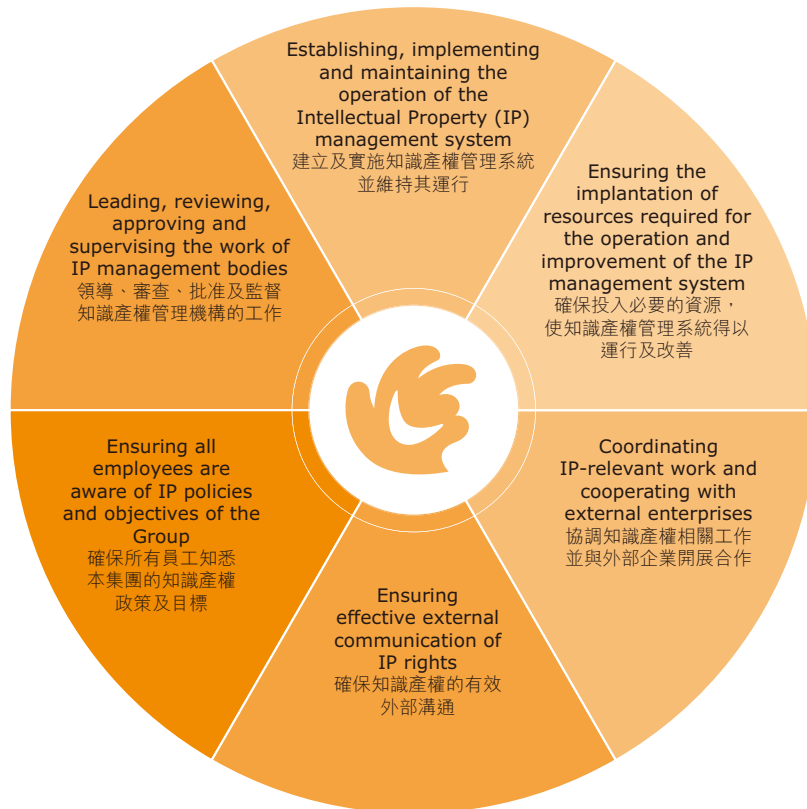 Establishing, implementing
and maintaining the
operation of the
Intellectual Property (IP)
management system
建立及實施知識產權管理系統
並維持其運行
Ensuring the
implantation of
resources required for
the operation and
improvement of the IP
management system
確保投入必要的資源，
使知識產權管理系統得以
運行及改善
Coordinating
IP-relevant work and
cooperating with
external enterprises
協調知識產權相關工作
並與外部企業開展合作
Ensuring
effective external
communication of
IP rights
確保知識產權的有效
外部溝通
Ensuring all
employees are
aware of IP policies
and objectives of the
Group
確保所有員工知悉
本集團的知識產權
政策及目標
Leading, reviewing,
approving and
supervising the work of
IP management bodies
領導、審查、批准及監督
知識產權管理機構的工作